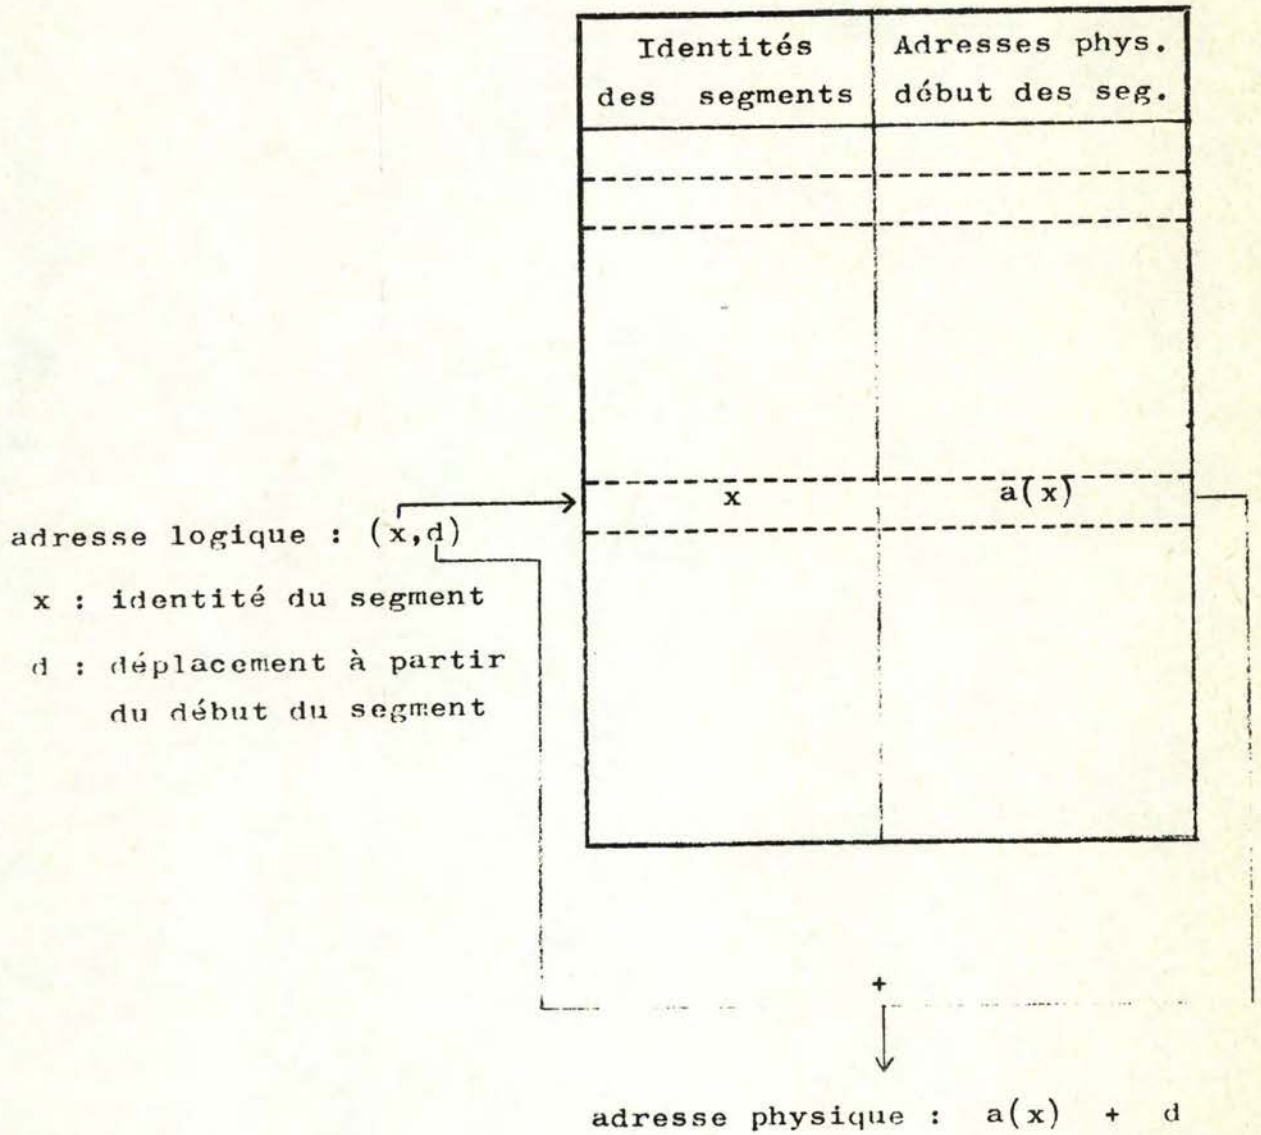 Identités
des segments
Adresses phys.
début des seg.
x
a(x)
adresse logique : (x,d)
x : identité du segment
d : déplacement à partir
du début du segment
+
adresse physique : a(x) + d